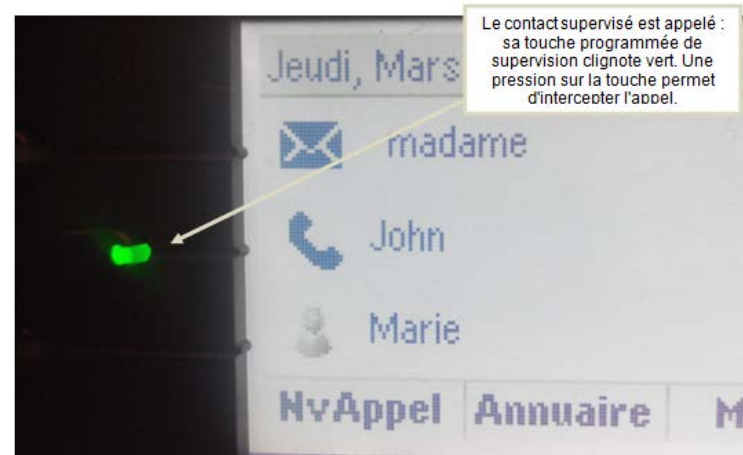 Le contact supervisé est appelé :
sa touche programmée de
supervision clignote vert. Une
pression sur la touche permet
d'intercepter l'appel.
Jeudi, Mars
madame
John
Marie
NvAppel Annuaire M